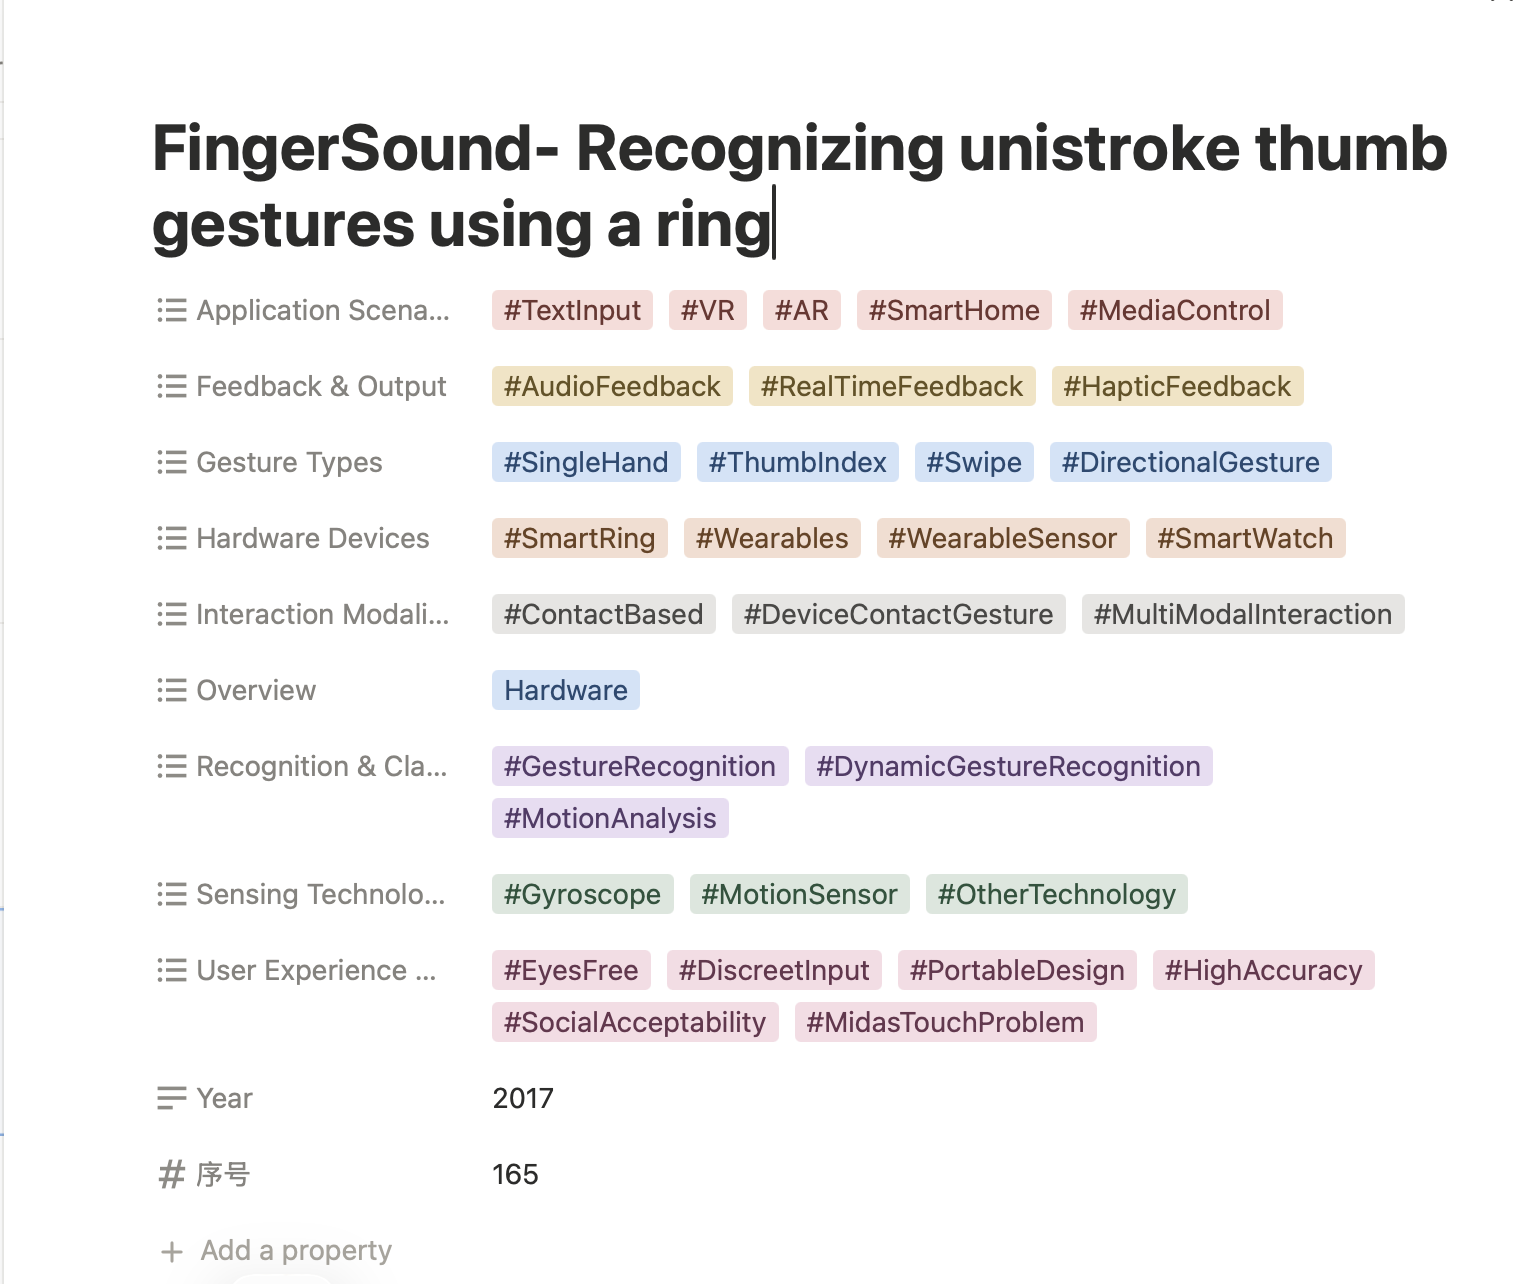 FingerSound- Recognizing unistroke thumb
gestures using a ring
Application Scena... #TextInput #VR #AR #SmartHome #MediaControl
Feedback & Output #AudioFeedback #RealTimeFeedback #HapticFeedback
Gesture Types #SingleHand #ThumbIndex #Swipe #DirectionalGesture
Hardware Devices #SmartRing #Wearables #WearableSensor #SmartWatch
Interaction Modali... #ContactBased #DeviceContactGesture #MultiModalInteraction
Overview Hardware
Recognition & Cla... #GestureRecognition #DynamicGestureRecognition
#MotionAnalysis
Sensing Technolo... #Gyroscope #MotionSensor #OtherTechnology
User Experience ... #EyesFree #DiscreetInput #PortableDesign #HighAccuracy
#SocialAcceptability #MidasTouchProblem
Year 2017
# 序号 165
+ Add a property